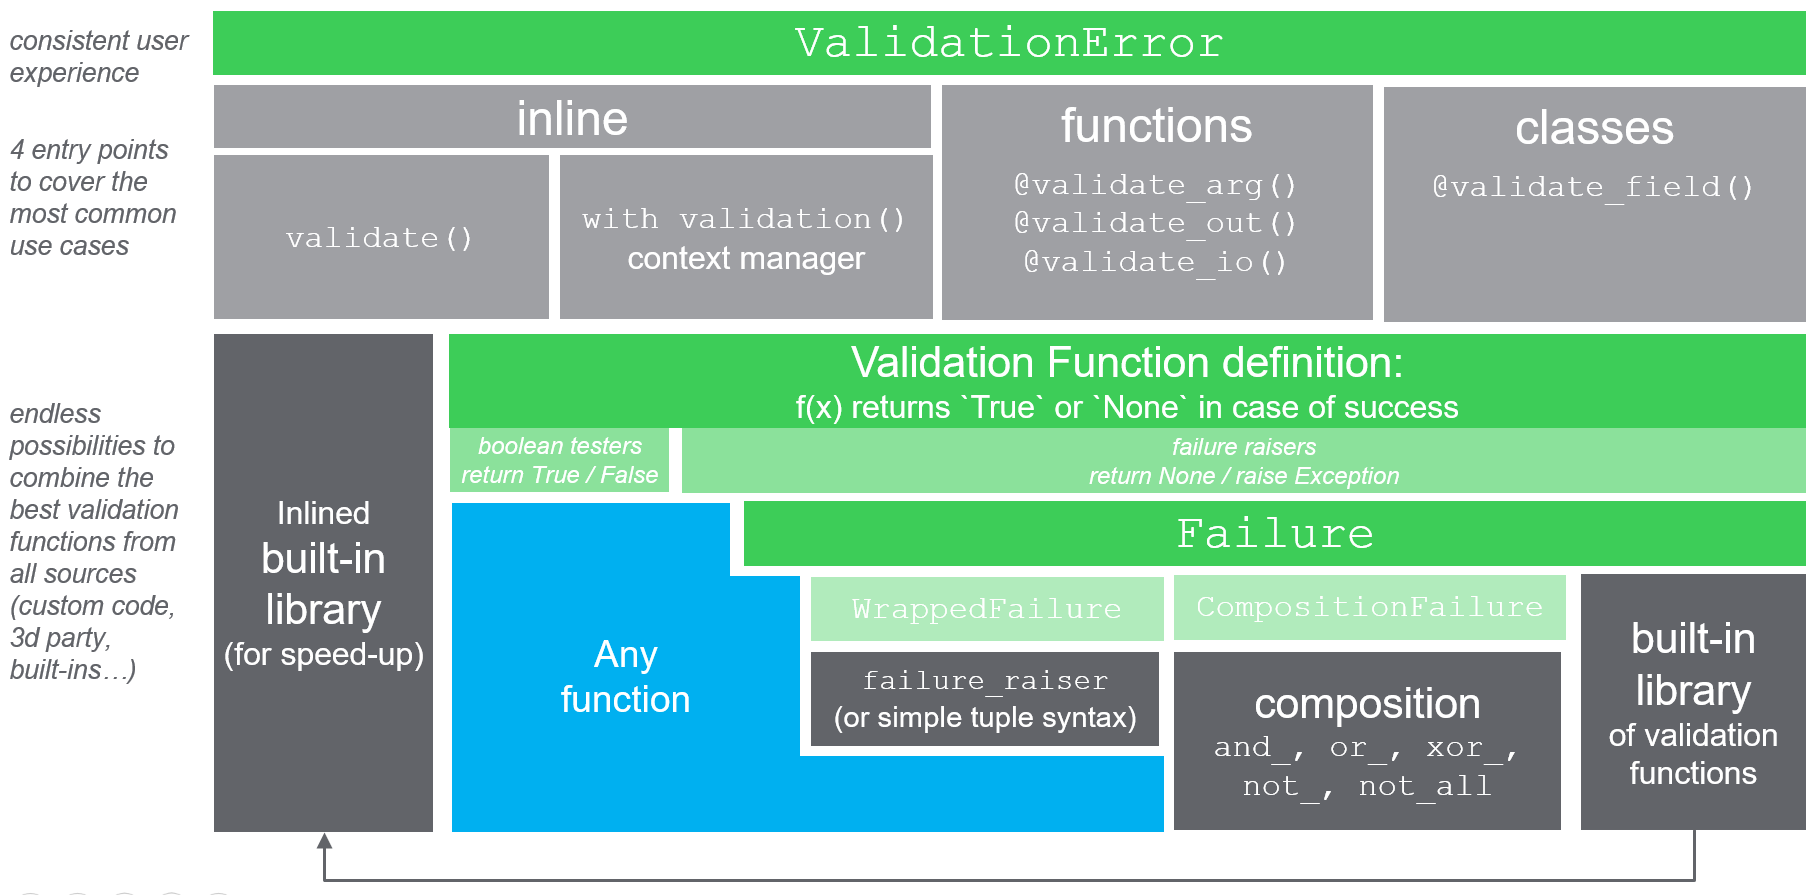 consistent user
experience
ValidationError
4 entry points
to cover the
most common
use cases
inline
validate()
with validation()
context manager
functions
@validate_arg()
@validate_out()
@validate_io()
classes
@validate_field()
endless
possibilities to
combine the
best validation
functions from
all sources
(custom code,
3d party,
built-ins…)
Inlined
built-in
library
(for speed-up)
Validation Function definition:
f(x) returns `True` or `None` in case of success
boolean testers
return True / False
failure raisers
return None / raise Exception
Any
function
Failure
WrappedFailure
failure_raiser
(or simple tuple syntax)
CompositionFailure
composition
and_, or_, xor_,
not_, not_all
built-in
library
of validation
functions